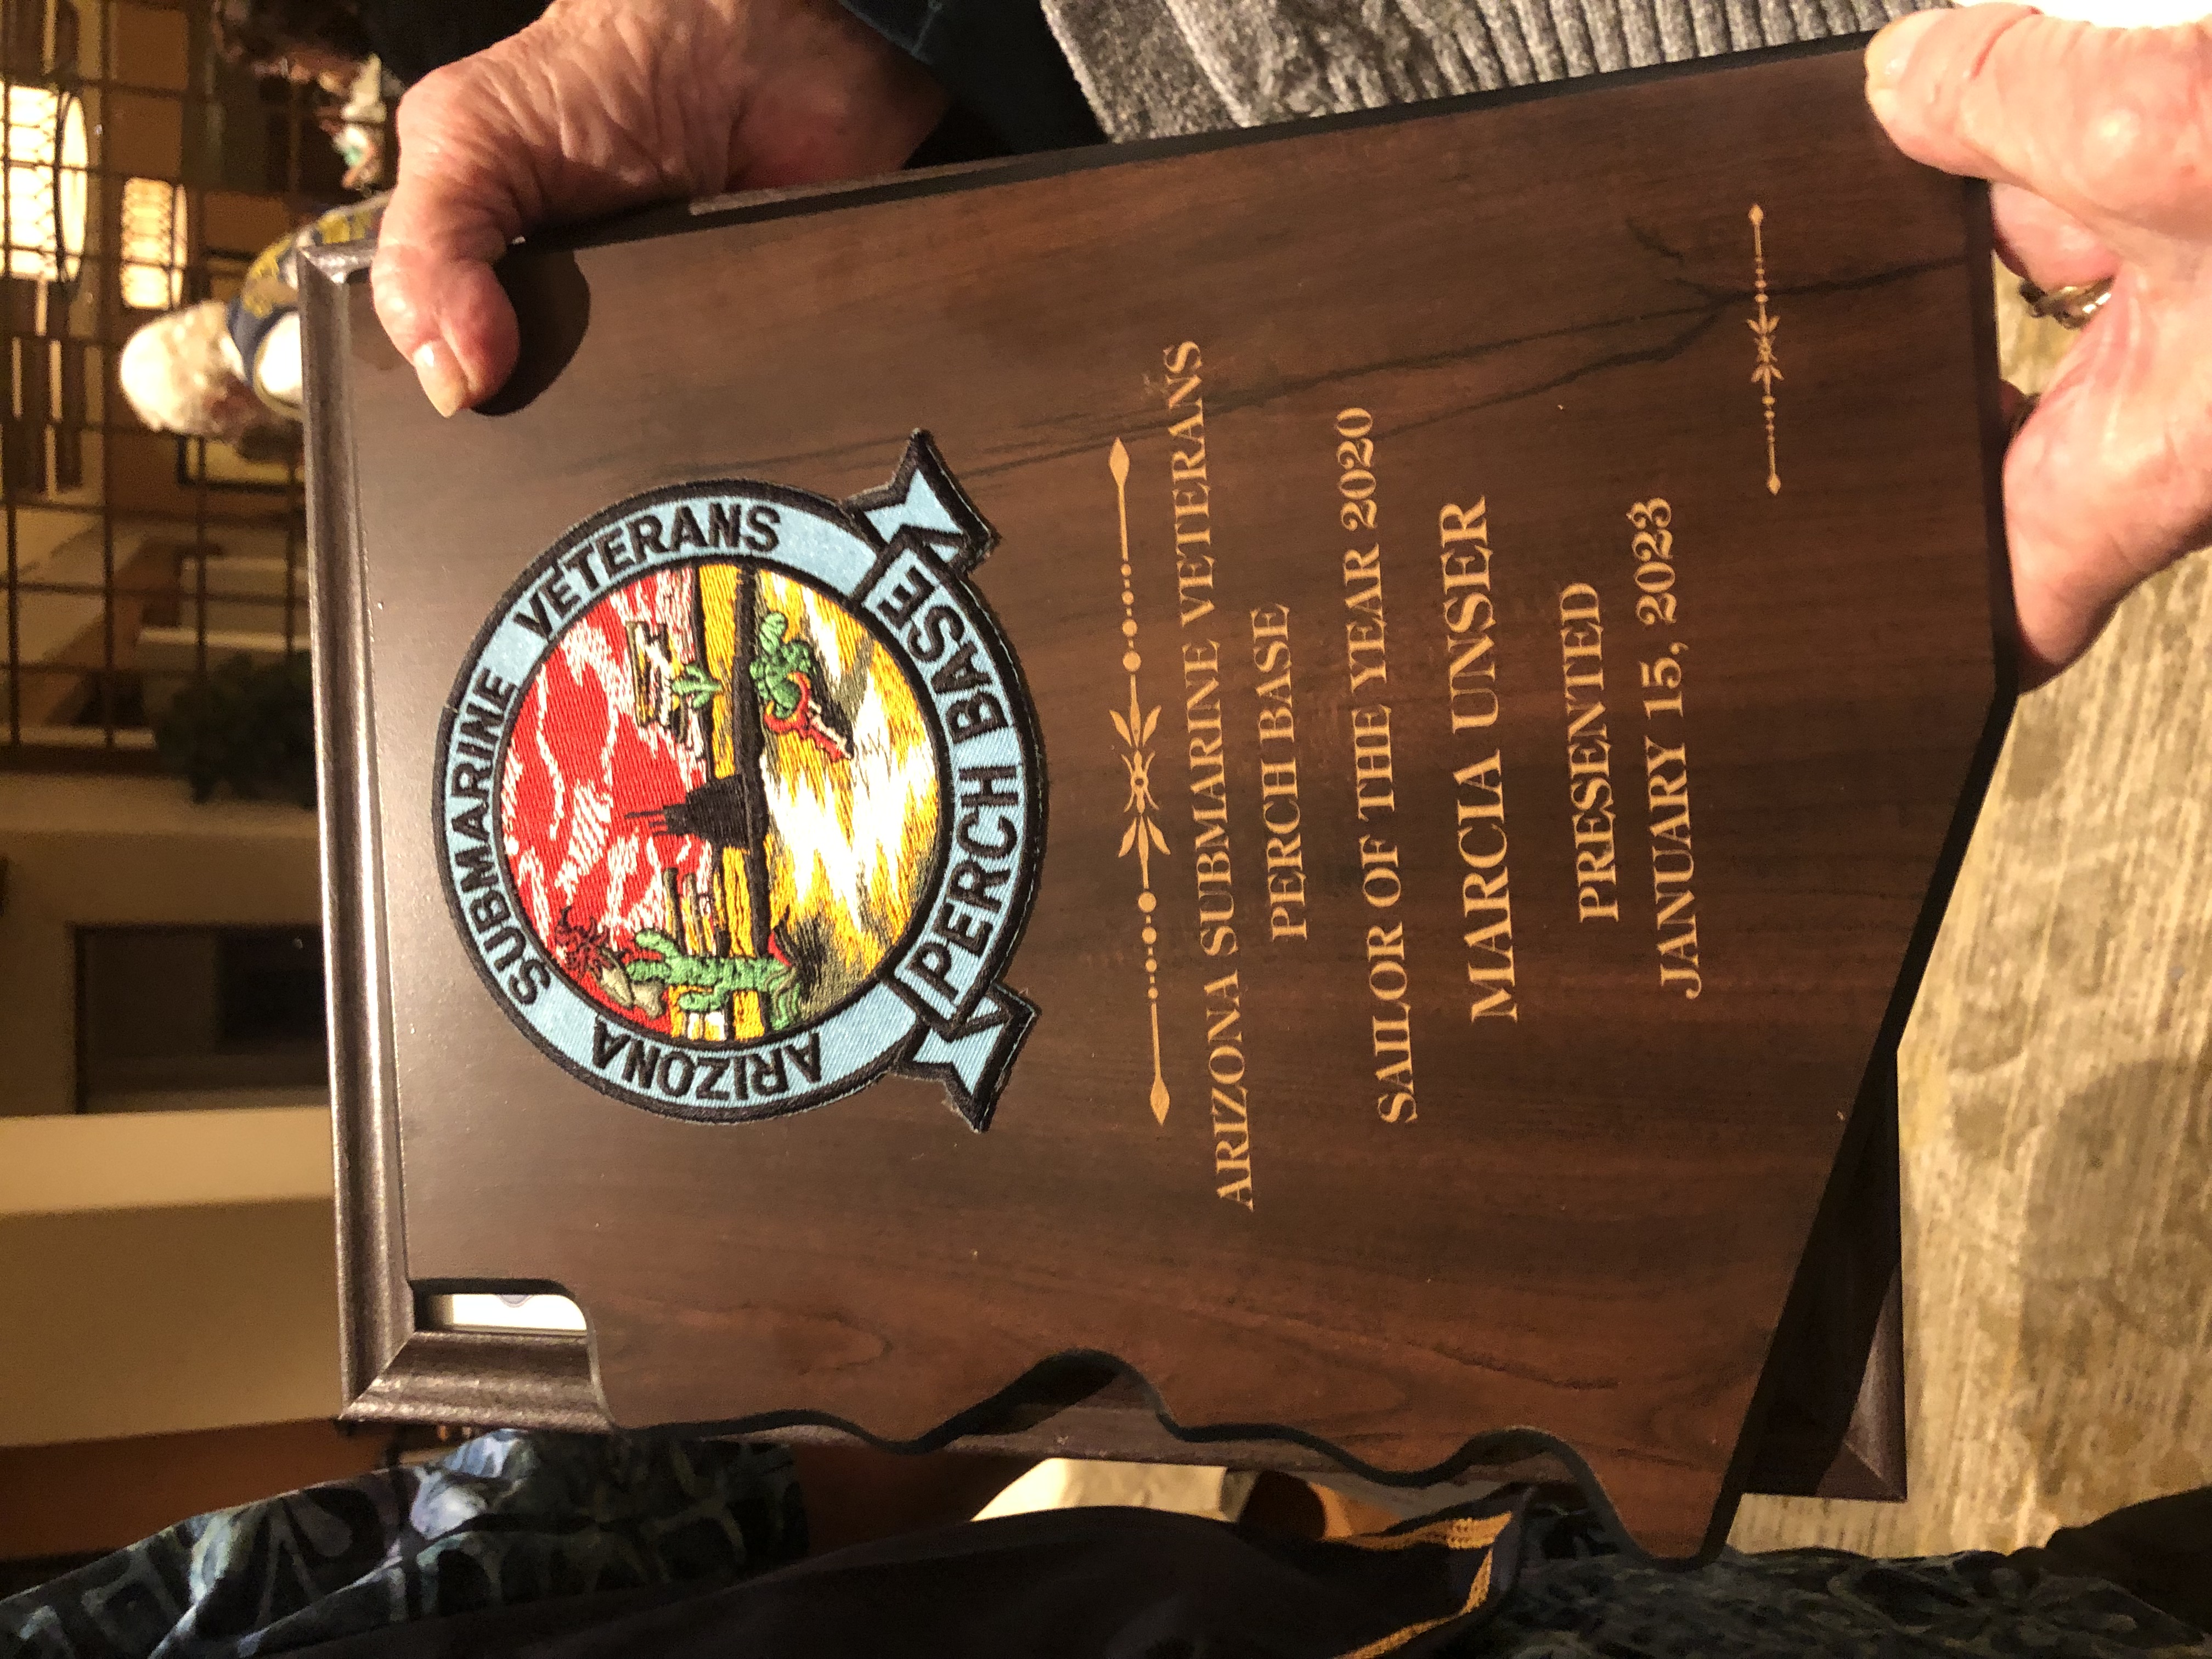 ARIZONA SUBMARINE VETERANS
PERCH BASE
ARIZONA SUBMARINE VETERANS
PERCH BASE
SAILOR OF THE YEAR 2020
MARCIA UNSER
PRESENTED
JANUARY 15, 2023